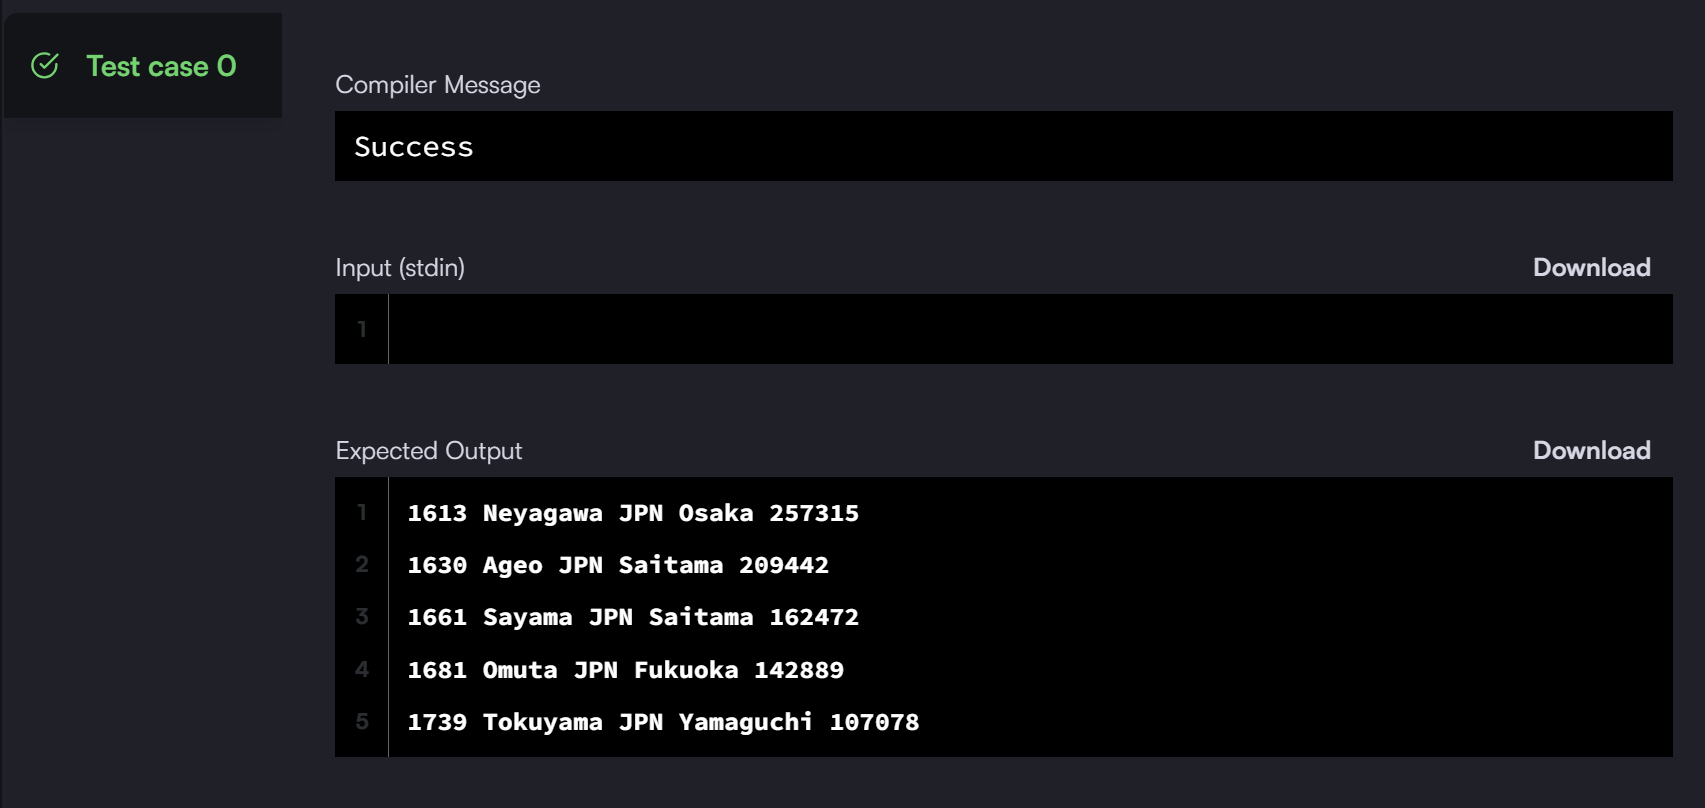 Test case 0
Compiler Message
Success
Input (stdin)
Download
1
Expected Output
Download
1 1613 Neyagawa JPN Osaka 257315
2 1630 Ageo JPN Saitama 209442
3 1661 Sayama JPN Saitama 162472
4 1681 Omuta JPN Fukuoka 142889
5 1739 Tokuyama JPN Yamaguchi 107078